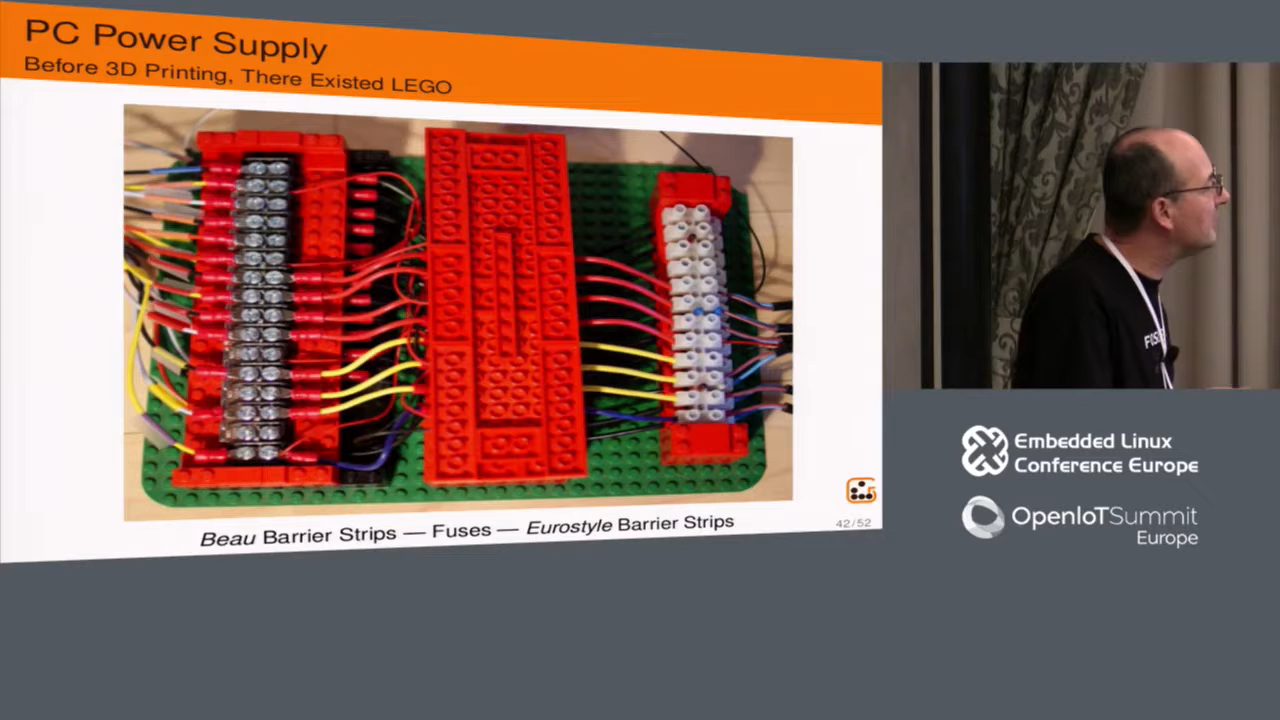 PC Power Supply
Before 3D Printing, There Existed LEGO
Beau Barrier Strips — Fuses — Eurostyle Barrier Strips
42/52
Embedded Linux
Conference Europe
OpenIoTSummit
Europe